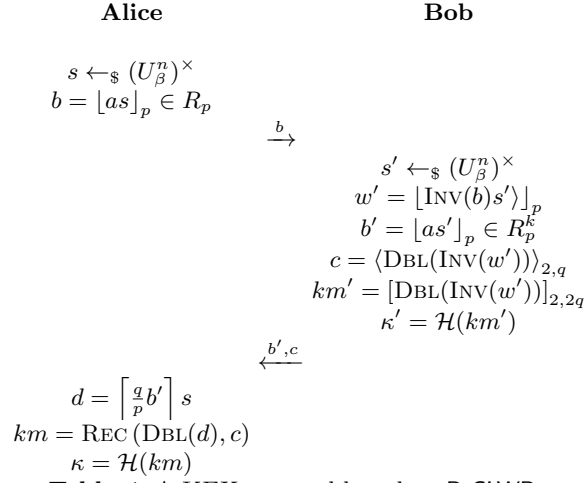 Alice Bob
s ←$ (U_β^n)^×
b = ⌊as⌋_p ∈ R_p
b
→
s′ ←$ (U_β^n)^×
w′ = ⌊INV(b)s′⟩⌋_p
b′ = ⌊as′⌋_p ∈ R_p^k
c = ⟨DBL(INV(w′))⟩_{2,q}
km′ = [DBL(INV(w′))]_{2,2q}
κ′ = ℋ(km′)
b′,c
←
d = ⌈q/p b′⌉ s
km = REC (DBL(d), c)
κ = ℋ(km)